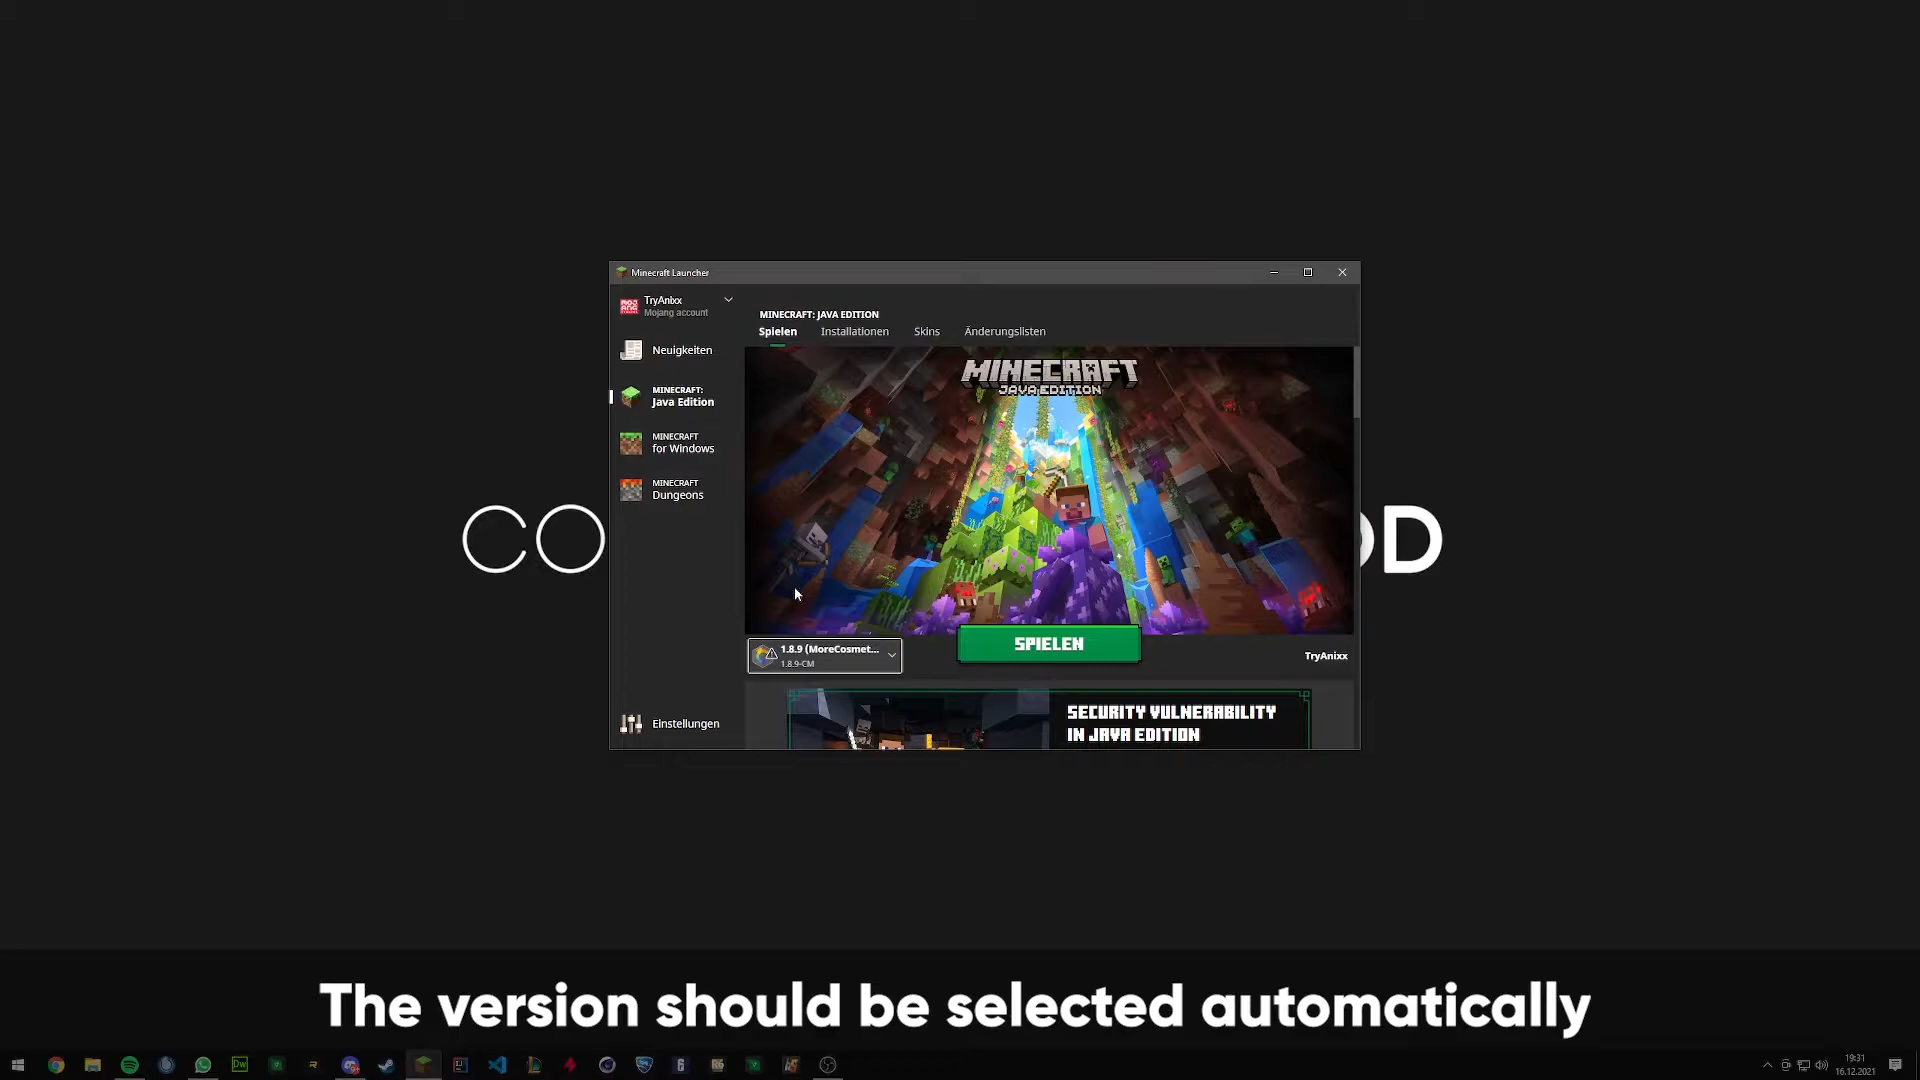 Minecraft Launcher
TryAnixx
Mojang account
MINECRAFT: JAVA EDITION
Spielen Installationen Skins Änderungslisten
Neuigkeiten
MINECRAFT:
Java Edition
MINECRAFT
for Windows
MINECRAFT
Dungeons
MINECRAFT
JAVA EDITION
CO
OD
1.8.9 (MoreCosmet...
1.8.9-CM
SPIELEN
TryAnixx
Einstellungen
SECURITY VULNERABILITY
IN JAVA EDITION
The version should be selected automatically
Dw
19:31
16.12.2021